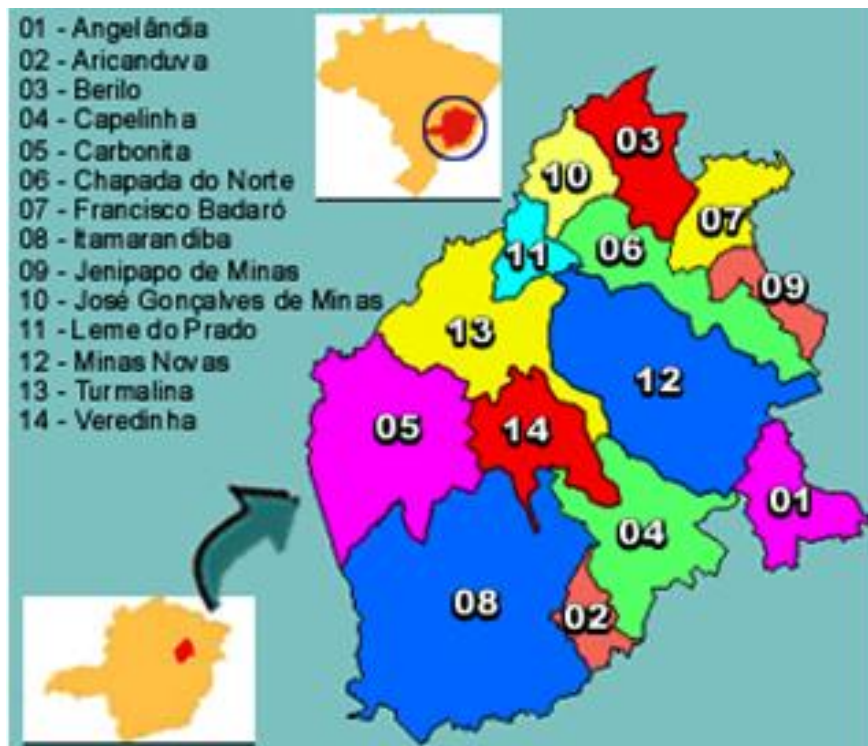 01 - Angelândia
02 - Aricanduva
03 - Berilo
04 - Capelinha
05 - Carbonita
06 - Chapada do Norte
07 - Francisco Badaró
08 - Itamarandiba
09 - Jenipapo de Minas
10 - José Gonçalves de Minas
11 - Leme do Prado
12 - Minas Novas
13 - Turmalina
14 - Veredinha
03
10
07
06
11
09
13
12
05
14
01
04
08
02